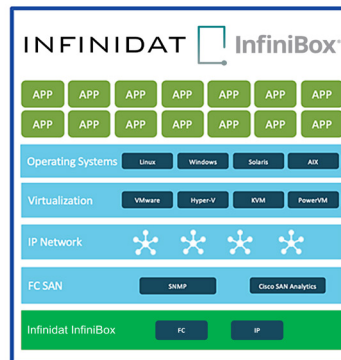 INFINIDAT InfiniBox
APP APP APP APP APP APP APP
APP APP APP APP APP APP APP
Operating Systems Linux Windows Solaris AIX
Virtualization VMware Hyper-V KVM PowerVM
IP Network
FC SAN SNMP Cisco SAN Analytics
Infinidat InfiniBox FC IP